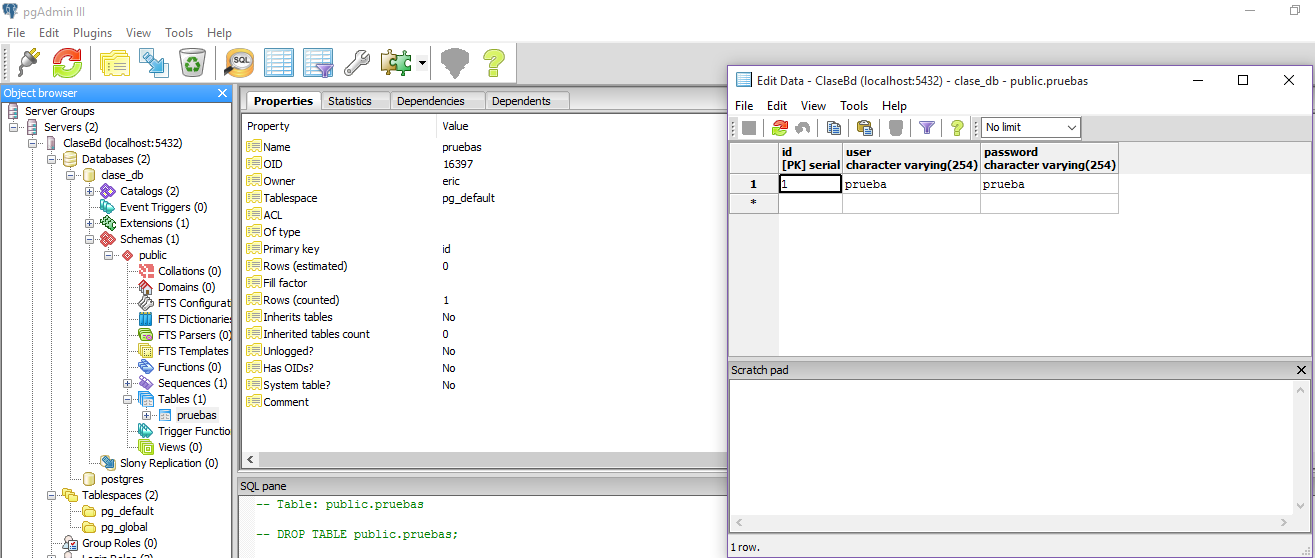 pgAdmin III
File Edit Plugins View Tools Help
SQL
Object browser
Server Groups
Servers (2)
ClaseBd (localhost:5432)
Databases (2)
clase_db
Catalogs (2)
Event Triggers (0)
Extensions (1)
Schemas (1)
public
Collations (0)
Domains (0)
FTS Configurat
FTS Dictionaries
FTS Parsers (0)
FTS Templates
Functions (0)
Sequences (1)
Tables (1)
pruebas
Trigger Functio
Views (0)
Slony Replication (0)
postgres
Tablespaces (2)
pg_default
pg_global
Group Roles (0)
Login Roles (2)
Properties Statistics Dependencies Dependents
Property Value
Name pruebas
OID 16397
Owner eric
Tablespace pg_default
ACL
Of type
Primary key id
Rows (estimated) 0
Fill factor
Rows (counted) 1
Inherits tables No
Inherited tables count 0
Unlogged? No
Has OIDs? No
System table? No
Comment
SQL pane
-- Table: public.pruebas
-- DROP TABLE public.pruebas;
Edit Data - ClaseBd (localhost:5432) - clase_db - public.pruebas
File Edit View Tools Help
No limit
id user password
[PK] serial character varying(254) character varying(254)
1 1 prueba prueba
*
Scratch pad
1 row.